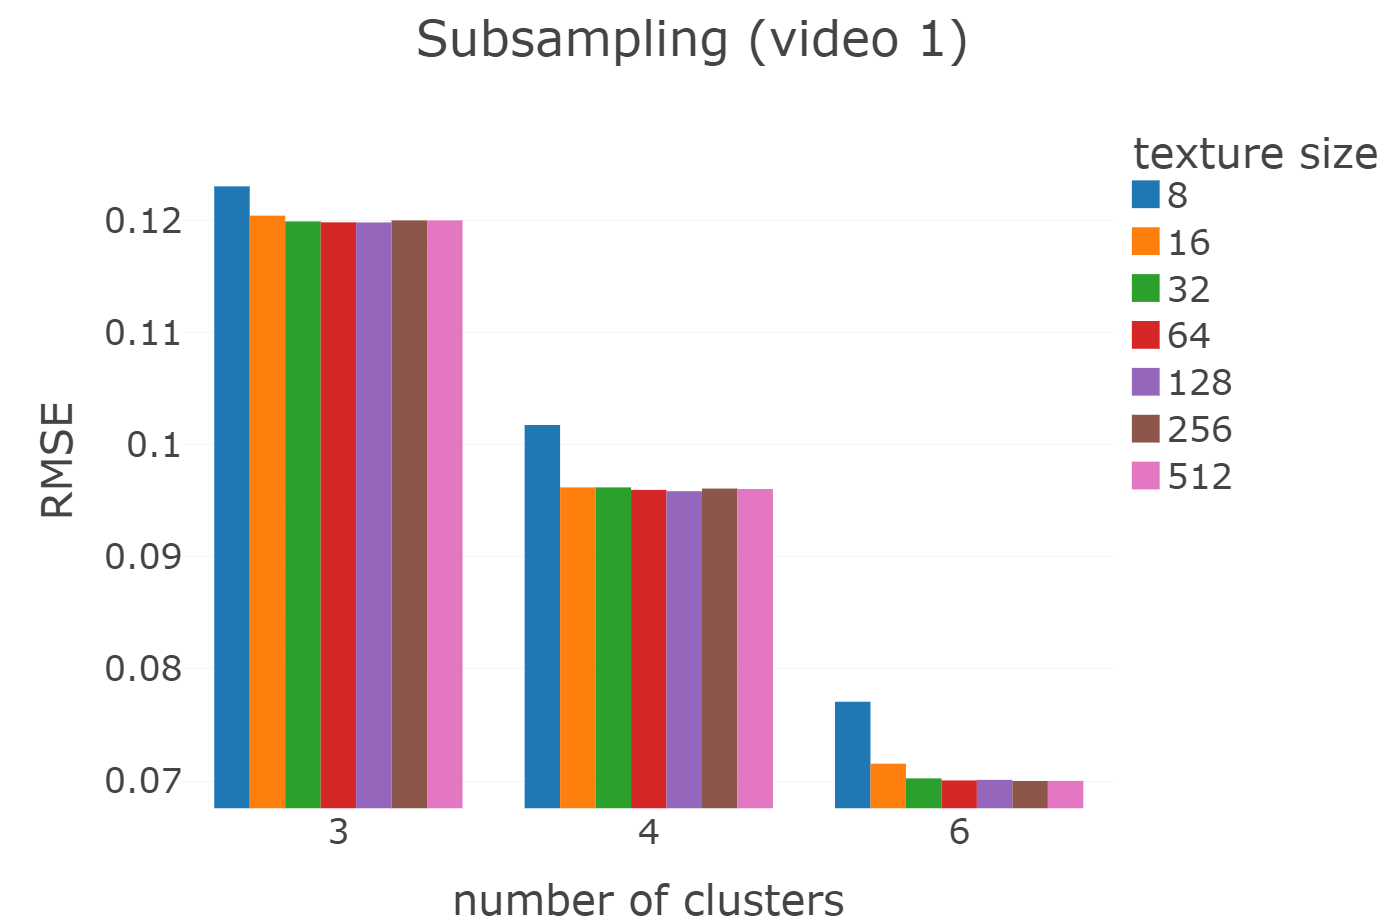 Subsampling (video 1)
texture size
8
16
32
64
128
256
512
0.12
0.11
0.1
0.09
0.08
0.07
RMSE
3 4 6
number of clusters